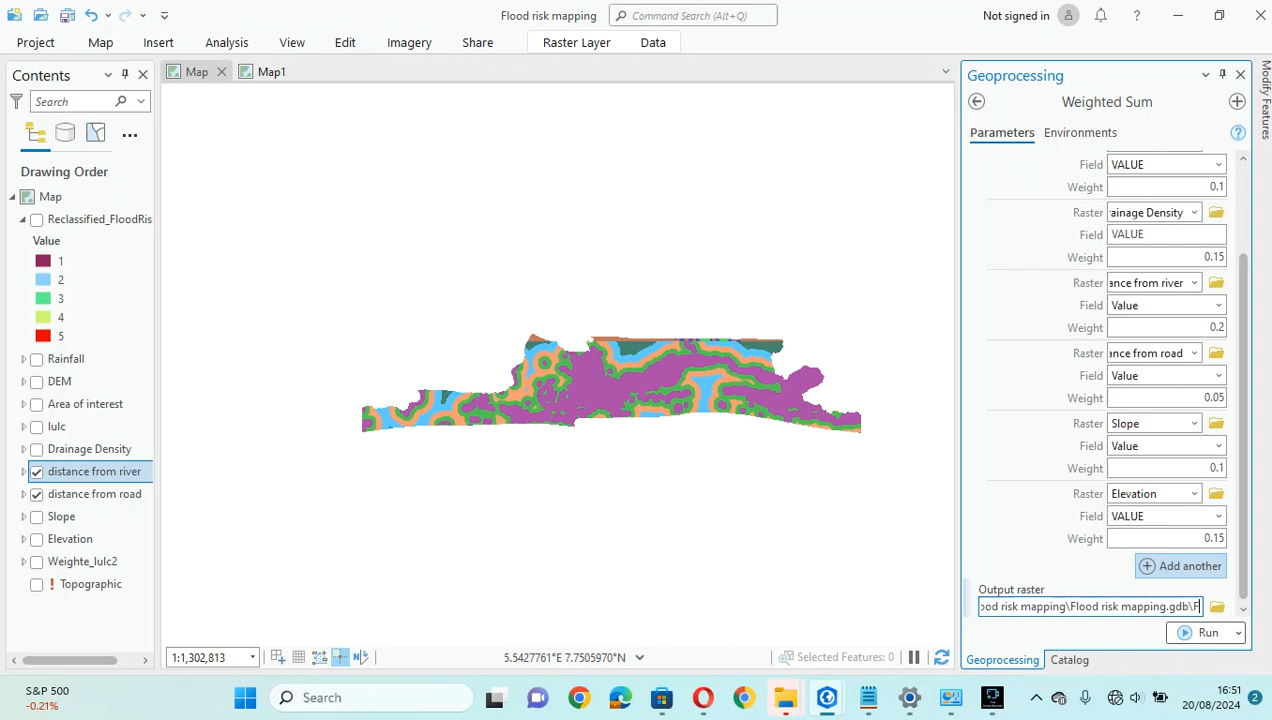 Flood risk mapping
Command Search (Alt+Q)
Not signed in
Project
Map
Insert
Analysis
View
Edit
Imagery
Share
Raster Layer
Data
Contents
Search
Drawing Order
Map
Reclassified_FloodRis
Value
1
2
3
4
5
Rainfall
DEM
Area of interest
lulc
Drainage Density
distance from river
distance from road
Slope
Elevation
Weighte_lulc2
! Topographic
Map
Map1
1:1,302,813
5.5427761°E 7.7505970°N
Selected Features: 0
Geoprocessing
Weighted Sum
Parameters
Environments
Field VALUE
Weight 0.1
Raster rainage Density
Field VALUE
Weight 0.15
Raster ance from river
Field Value
Weight 0.2
Raster ance from road
Field Value
Weight 0.05
Raster Slope
Field Value
Weight 0.1
Raster Elevation
Field VALUE
Weight 0.15
Add another
Output raster
ood risk mapping\Flood risk mapping.gdb\F
Run
Geoprocessing
Catalog
Modify Features
S&P 500
-0.21%
Search
16:51
20/08/2024
2